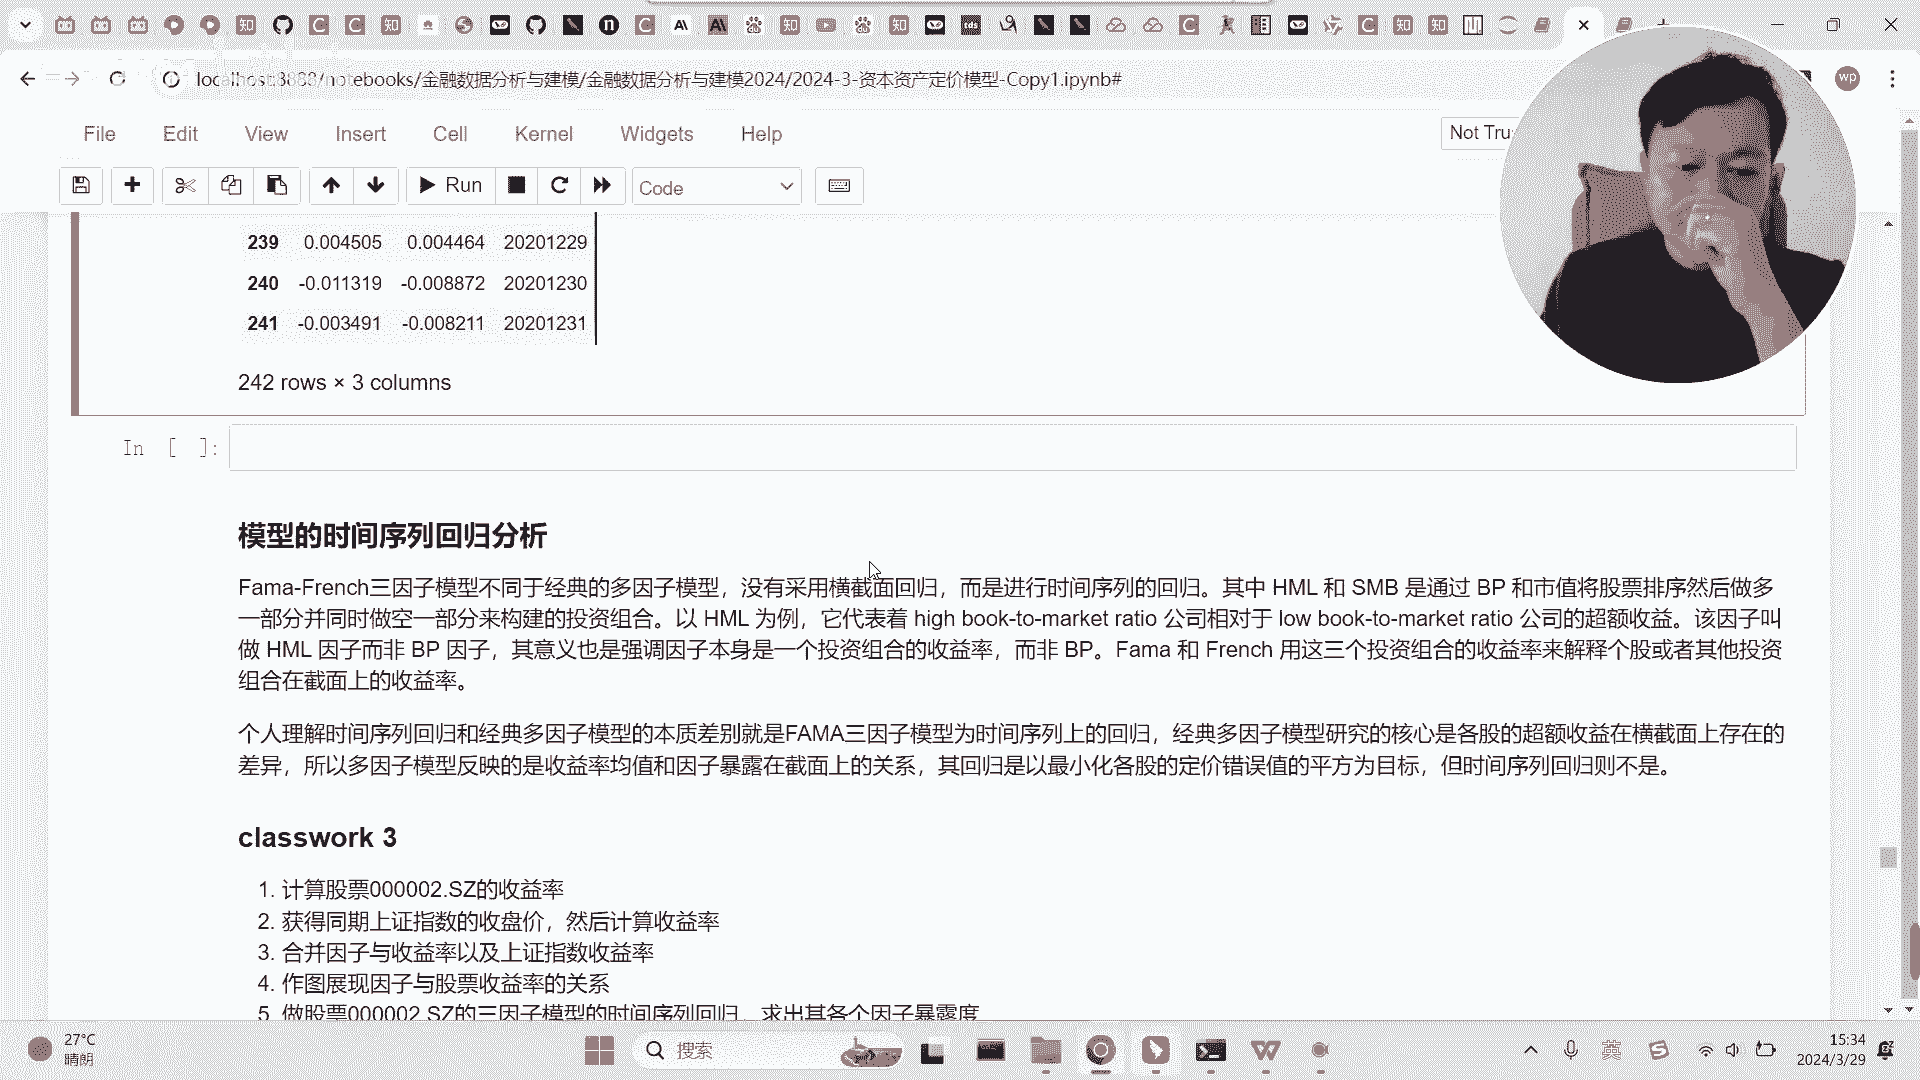 localhost:8888/notebooks/金融数据分析与建模/金融数据分析与建模2024/2024-3-资本资产定价模型-Copy1.ipynb#
wp
File Edit View Insert Cell Kernel Widgets Help
Not Tru
Run
Code
239 0.004505 0.004464 20201229
240 -0.011319 -0.008872 20201230
241 -0.003491 -0.008211 20201231
242 rows × 3 columns
In [ ]:
模型的时间序列回归分析
Fama-French三因子模型不同于经典的多因子模型，没有采用横截面回归，而是进行时间序列的回归。其中 HML 和 SMB 是通过 BP 和市值将股票排序然后做多
一部分并同时做空一部分来构建的投资组合。以 HML 为例，它代表着 high book-to-market ratio 公司相对于 low book-to-market ratio 公司的超额收益。该因子叫
做 HML 因子而非 BP 因子，其意义也是强调因子本身是一个投资组合的收益率，而非 BP。Fama 和 French 用这三个投资组合的收益率来解释个股或者其他投资
组合在截面上的收益率。
个人理解时间序列回归和经典多因子模型的本质差别就是FAMA三因子模型为时间序列上的回归，经典多因子模型研究的核心是各股的超额收益在横截面上存在的
差异，所以多因子模型反映的是收益率均值和因子暴露在截面上的关系，其回归是以最小化各股的定价错误值的平方为目标，但时间序列回归则不是。
classwork 3
1. 计算股票000002.SZ的收益率
2. 获得同期上证指数的收盘价，然后计算收益率
3. 合并因子与收益率以及上证指数收益率
4. 作图展现因子与股票收益率的关系
5. 做股票000002.SZ的三因子模型的时间序列回归，求出其各个因子暴露度
27°C
晴朗
搜索
英
15:34
2024/3/29